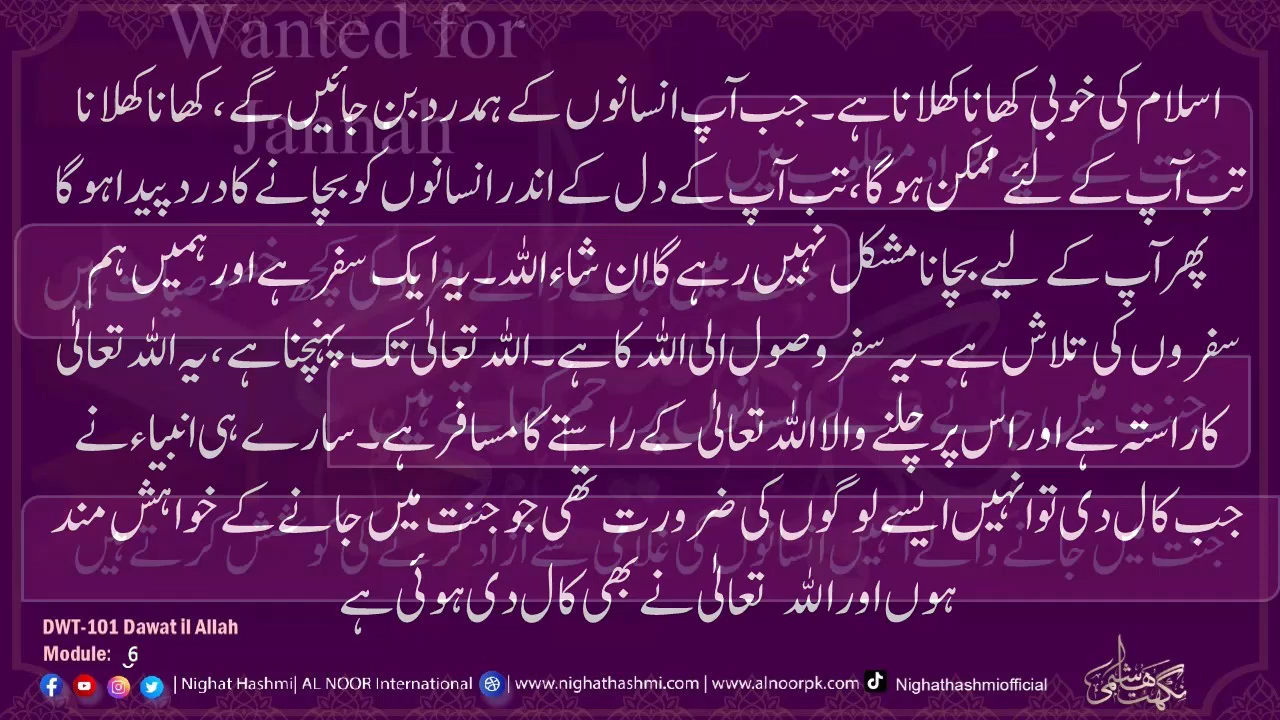 Wanted for
Jannah
اسلام کی خوبی کھانا کھلانا ہے۔ جب آپ انسانوں کے ہمدرد بن جائیں گے، کھانا کھلانا
تب آپ کے لئے ممکن ہو گا، تب آپ کے دل کے اندر انسانوں کو بچانے کا درد پیدا ہو گا
پھر آپ کے لیے بچانا مشکل نہیں رہے گا ان شاء اللہ۔ یہ ایک سفر ہے اور ہمیں ہم
سفروں کی تلاش ہے۔ یہ سفر وصول الی اللہ کا ہے۔ اللہ تعالیٰ تک پہنچنا ہے، یہ اللہ تعالیٰ
کا راستہ ہے اور اس پر چلنے والا اللہ تعالیٰ کے راستے کا مسافر ہے۔ سارے ہی انبیاء نے
جب کال دی تو انہیں ایسے لوگوں کی ضرورت تھی جو جنت میں جانے کے خواہش مند
ہوں اور اللہ تعالیٰ نے بھی کال دی ہوئی ہے
DWT-101 Dawat il Allah
Module: 6
| Nighat Hashmi| AL NOOR International | www.nighathashmi.com | www.alnoorpk.com Nighathashmiofficial
نگہت ہاشمی